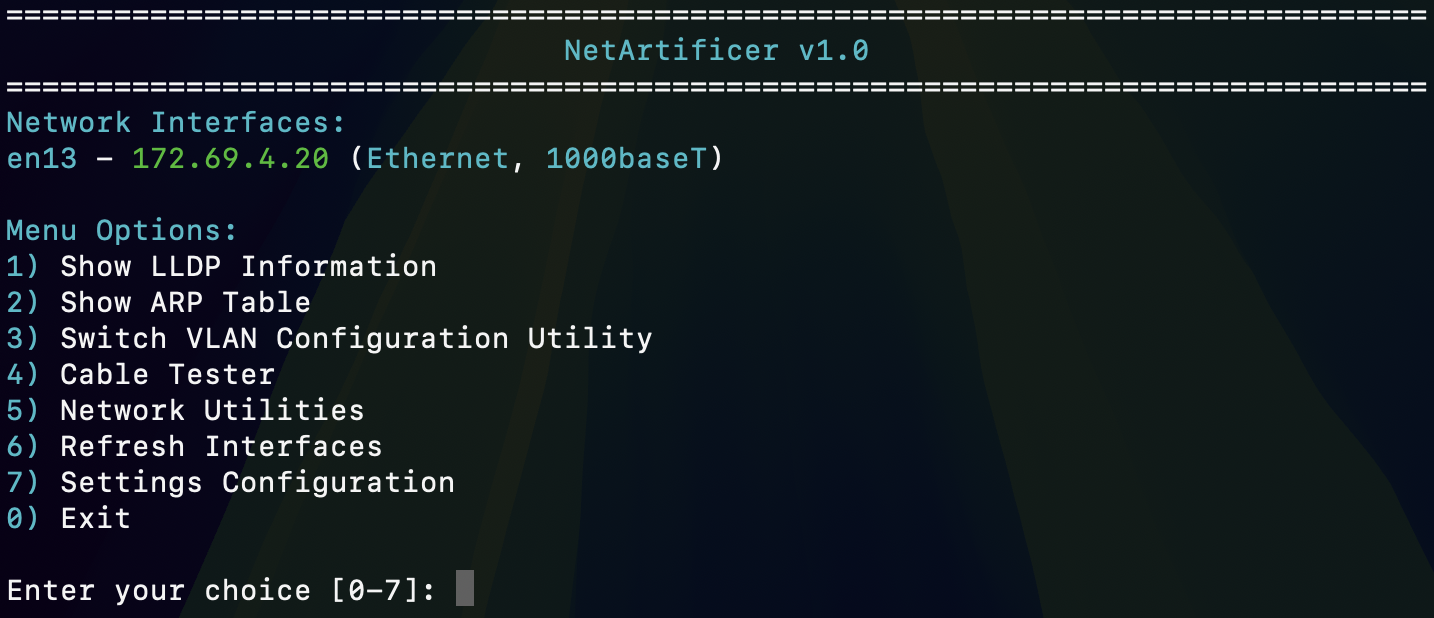 ===============================================================================
NetArtificer v1.0
===============================================================================
Network Interfaces:
en13 – 172.69.4.20 (Ethernet, 1000baseT)
Menu Options:
1) Show LLDP Information
2) Show ARP Table
3) Switch VLAN Configuration Utility
4) Cable Tester
5) Network Utilities
6) Refresh Interfaces
7) Settings Configuration
0) Exit
Enter your choice [0–7]: